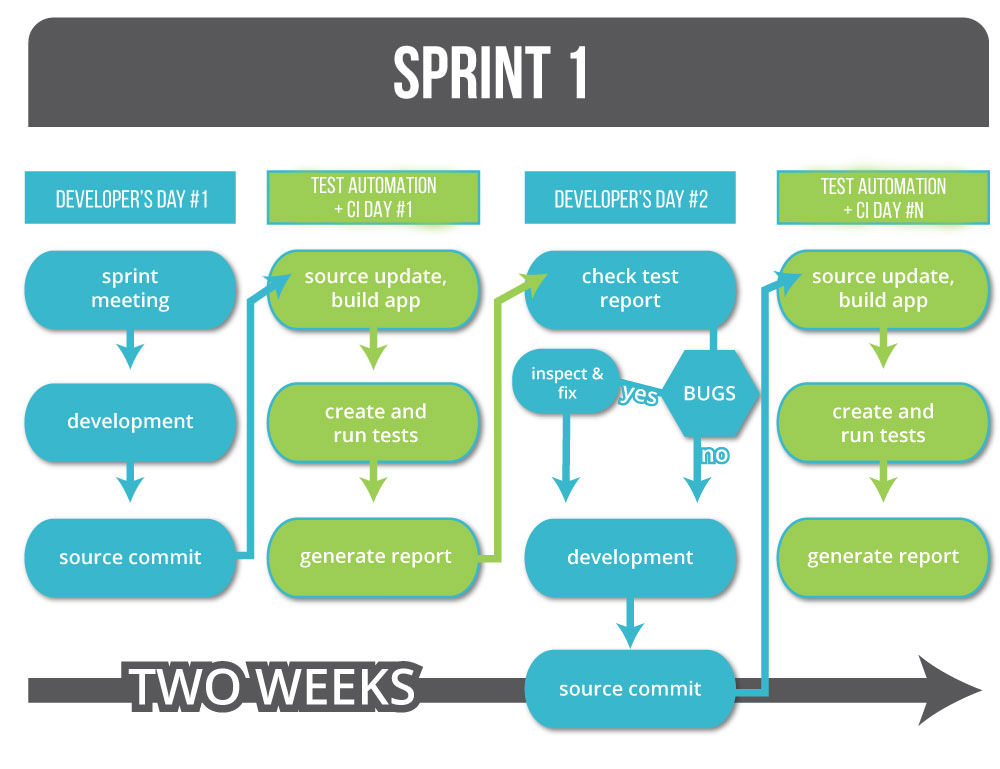 SPRINT 1
DEVELOPER'S DAY #1
sprint
meeting
development
source commit
TEST AUTOMATION
+ CI DAY #1
source update,
build app
create and
run tests
generate report
DEVELOPER'S DAY #2
check test
report
BUGS
yes
inspect &
fix
no
development
source commit
TEST AUTOMATION
+ CI DAY #N
source update,
build app
create and
run tests
generate report
TWO WEEKS